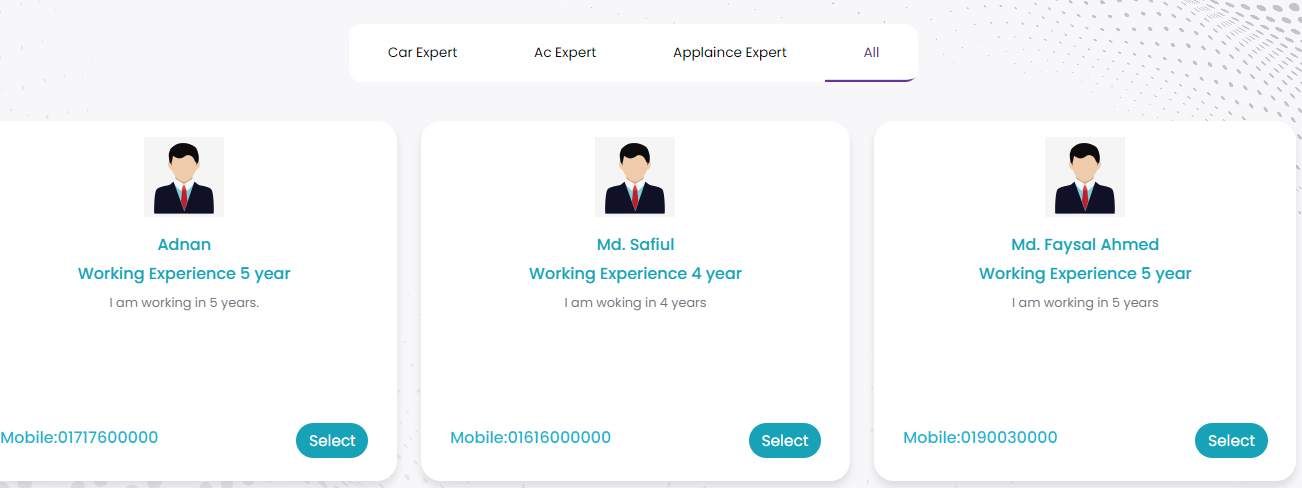 Car Expert
Ac Expert
Applaince Expert
All
Adnan
Working Experience 5 year
I am working in 5 years.
Mobile:01717600000
Select
Md. Safiul
Working Experience 4 year
I am woking in 4 years
Mobile:01616000000
Select
Md. Faysal Ahmed
Working Experience 5 year
I am working in 5 years
Mobile:0190030000
Select